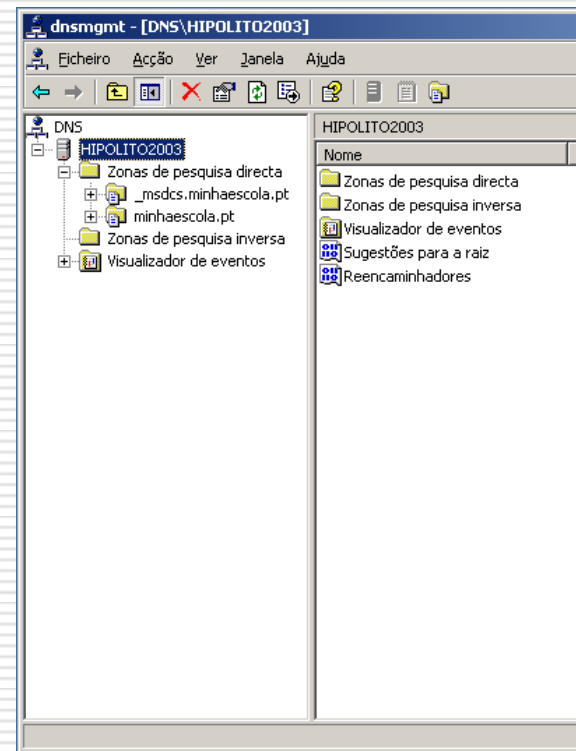 dnsmgmt - [DNS\HIPOLITO2003]
Ficheiro Acção Ver Janela Ajuda
DNS
HIPOLITO2003
Zonas de pesquisa directa
_msdcs.minhaescola.pt
minhaescola.pt
Zonas de pesquisa inversa
Visualizador de eventos
HIPOLITO2003
Nome
Zonas de pesquisa directa
Zonas de pesquisa inversa
Visualizador de eventos
Sugestões para a raiz
Reencaminhadores